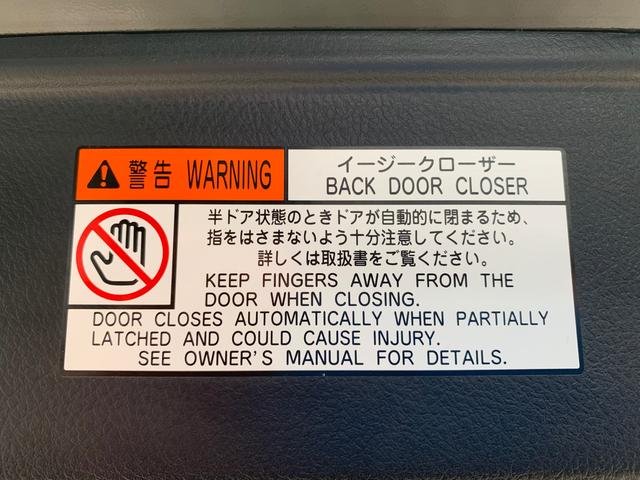 警告 WARNING
イージークローザー
BACK DOOR CLOSER
半ドア状態のときドアが自動的に閉まるため、
指をはさまないよう十分注意してください。
詳しくは取扱書をご覧ください。
KEEP FINGERS AWAY FROM THE
DOOR WHEN CLOSING.
DOOR CLOSES AUTOMATICALLY WHEN PARTIALLY
LATCHED AND COULD CAUSE INJURY.
SEE OWNER'S MANUAL FOR DETAILS.